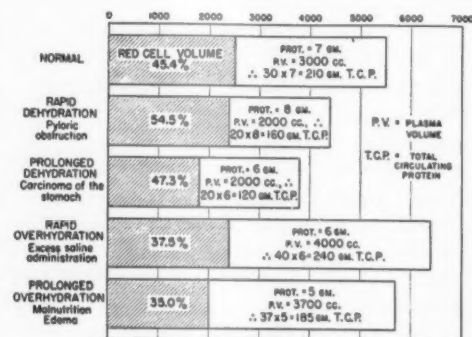 0 1000 2000 3000 4000 5000 6000 7000
NORMAL
RED CELL VOLUME
45.4%
PROT. = 7 GM.
P.V. = 3000 CC.
∴ 30 x 7 = 210 GM. T.C.P.
RAPID
DEHYDRATION
Pyloric
obstruction
54.5%
PROT. = 8 GM.
P.V. = 2000 CC., ∴
20 x 8 = 160 GM. T.C.P.
P.V. = PLASMA
VOLUME
T.C.P. = TOTAL
CIRCULATING
PROTEIN
PROLONGED
DEHYDRATION
Carcinoma of the
stomach
47.3%
PROT. = 6 GM.
P.V. = 2000 CC., ∴
20 x 6 = 120 GM. T.C.P.
RAPID
OVERHYDRATION
Excess saline
administration
37.5%
PROT. = 6 GM.
P.V. = 4000 CC.
∴ 40 x 6 = 240 GM. T.C.P.
PROLONGED
OVERHYDRATION
Malnutrition
Edema
35.0%
PROT. = 5 GM.
P.V. = 3700 CC.
∴ 37 x 5 = 185 GM. T.C.P.